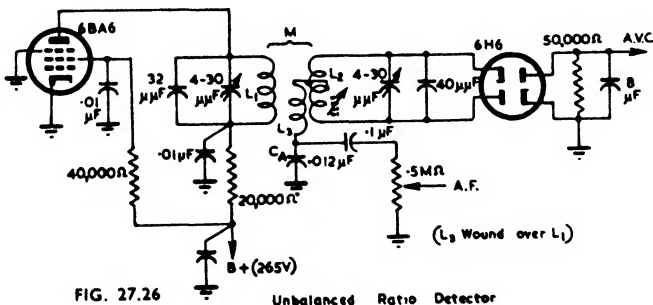 6BA6
M
6H6
50,000Ω
A.V.C.
32
μμF
4-30
μμF
L₁
L₂
4-30
μμF
40μμF
8
μF
.01
μF
L₃
.01μF
Cₐ
.012μF
.1μF
40,000Ω
20,000Ω
.5MΩ
A.F.
(L₃ Wound over L₁)
B+(265V)
FIG. 27.26
Unbalanced Ratio Detector